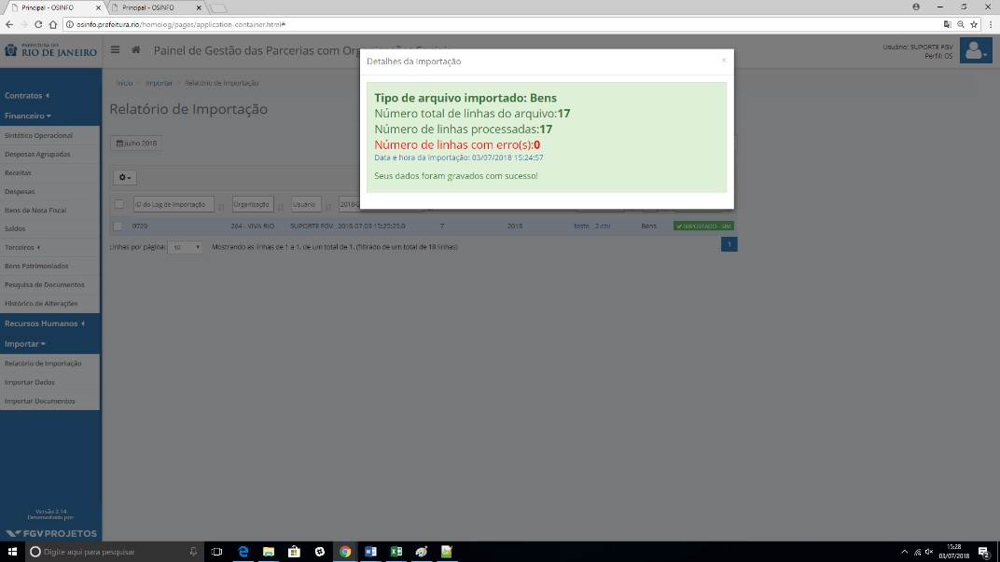 Principal - OSINFO
Principal - OSINFO
osinfo.prefeitura.rio/homolog/pages/application-container.html#
PREFEITURA DO
RIO DE JANEIRO
Painel de Gestão das Parcerias com
Usuário: SUPORTE FGV
Perfil: OS
Contratos
Financeiro
Sintético Operacional
Despesas Agrupadas
Receitas
Despesas
Itens de Nota Fiscal
Saldos
Terceiros
Bens Patrimoniados
Pesquisa de Documentos
Histórico de Alterações
Recursos Humanos
Importar
Relatório de Importação
Importar Dados
Importar Documentos
Versão 2.14
Desenvolvido por:
FGV PROJETOS
Início Importar Relatório de Importação
Relatório de Importação
Julho 2018
ID do Log de Importação Organização Usuário
9729 264 - VIVA RIO SUPORTE FGV 2018-07-03 15:25:25.0 7 2018 teste_2.csv Bens IMPORTADO - SIM
Linhas por página: 10 Mostrando as linhas de 1 a 1, de um total de 1. (filtrado de um total de 18 linhas)
1
Detalhes da Importação
×
Tipo de arquivo importado: Bens
Número total de linhas do arquivo:17
Número de linhas processadas:17
Número de linhas com erro(s):0
Data e hora da importação: 03/07/2018 15:24:57
Seus dados foram gravados com sucesso!
Digite aqui para pesquisar
15:28
03/07/2018
2